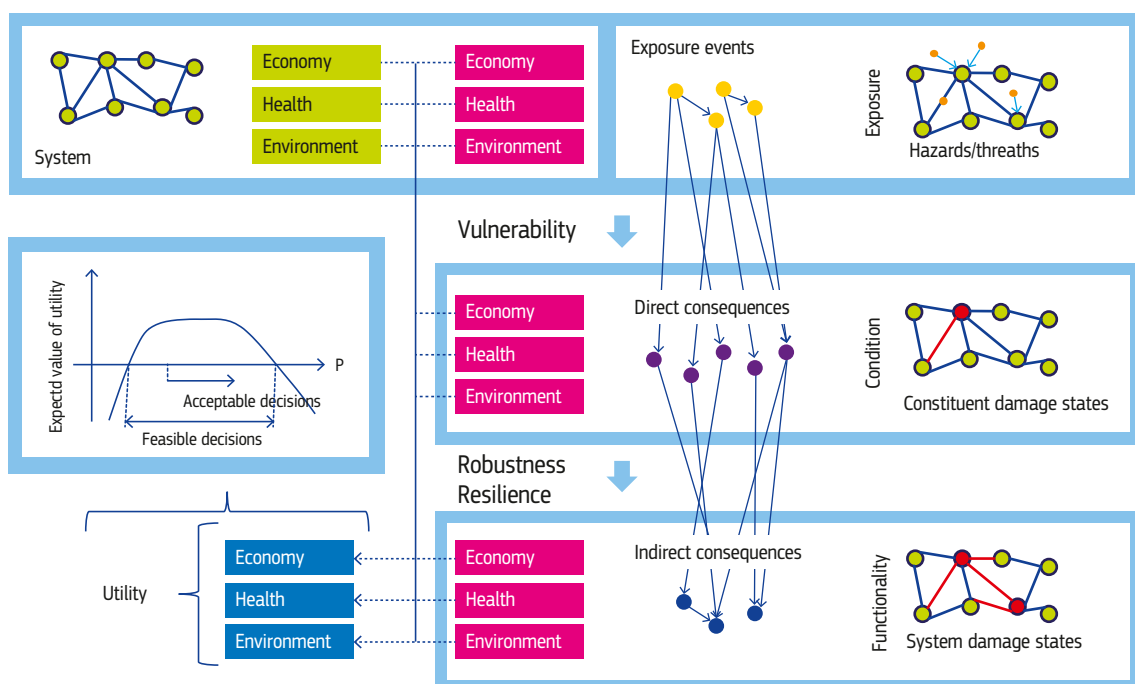 System
Economy
Health
Environment
Economy
Health
Environment
Exposure events
Exposure
Hazards/threaths
Vulnerability
Expectd value of utility
P
Acceptable decisions
Feasible decisions
Economy
Health
Environment
Direct consequences
Condition
Constituent damage states
Robustness
Resilience
Utility
Economy
Health
Environment
Economy
Health
Environment
Indirect consequences
Functionality
System damage states